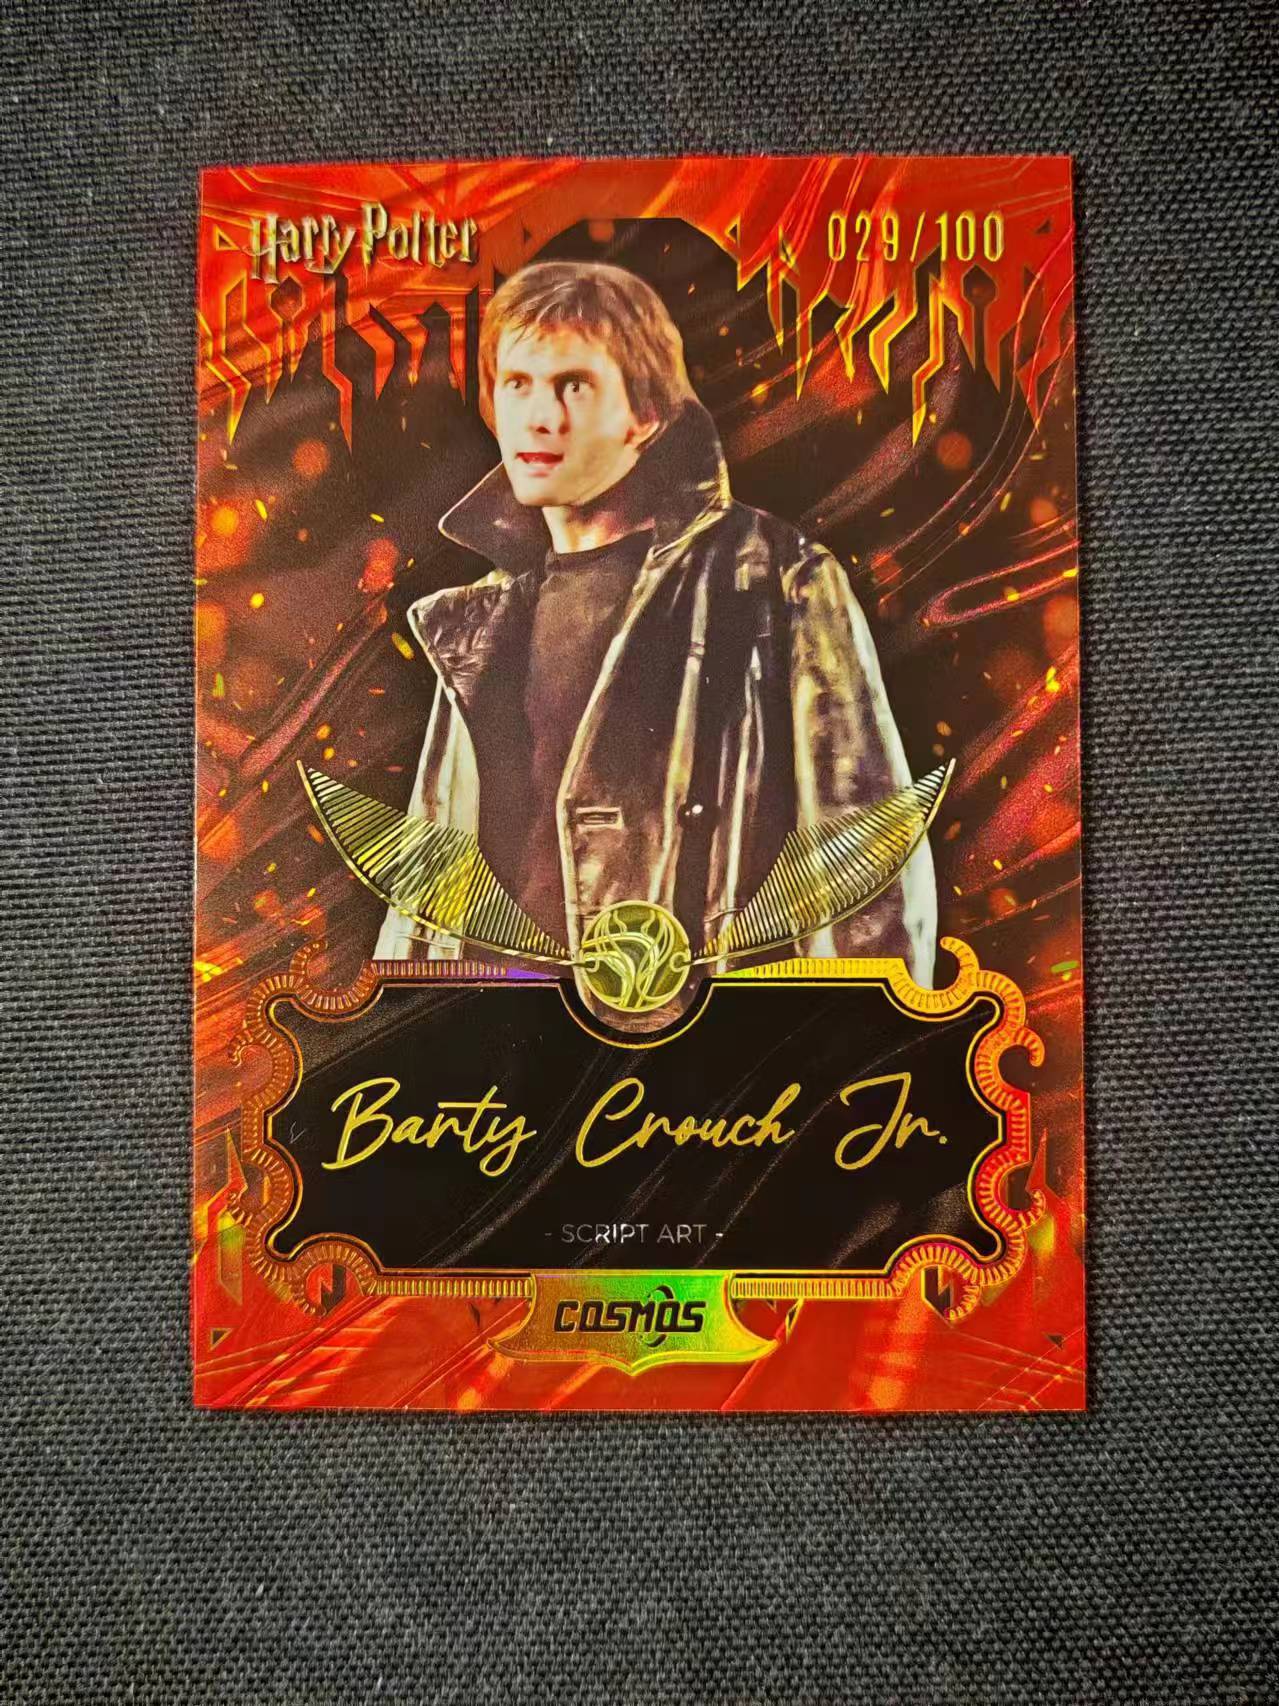 Harry Potter
029/100
Barty Crouch Jr.
- SCRIPT ART -
COSMOS